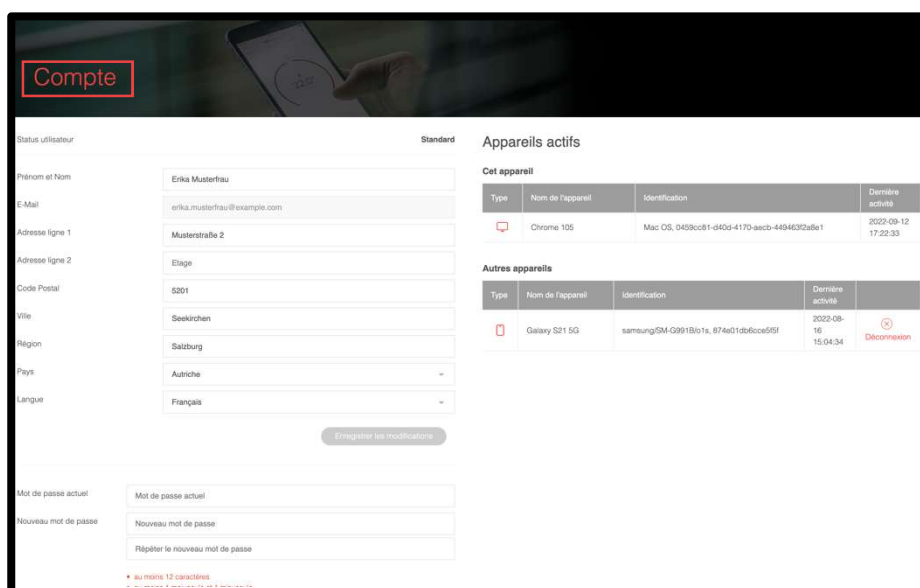 Compte
Status utilisateur Standard
Prénom et Nom Erika Musterfrau
E-Mail erika.musterfrau@example.com
Adresse ligne 1 Musterstraße 2
Adresse ligne 2 Etage
Code Postal 5201
Ville Seekirchen
Région Salzburg
Pays Autriche
Langue Français
Enregistrer les modifications
Mot de passe actuel Mot de passe actuel
Nouveau mot de passe Nouveau mot de passe
Répéter le nouveau mot de passe
au moins 12 caractères
Appareils actifs
Cet appareil
Type Nom de l'appareil Identification Dernière activité
Chrome 105 Mac OS, 0459cc81-d40d-4170-aecb-449463f2a8e1 2022-09-12 17:22:33
Autres appareils
Type Nom de l'appareil Identification Dernière activité
Galaxy S21 5G samsung/SM-G991B/o1s, 874e01db6cce5f5f 2022-08-16 15:04:34 Déconnexion